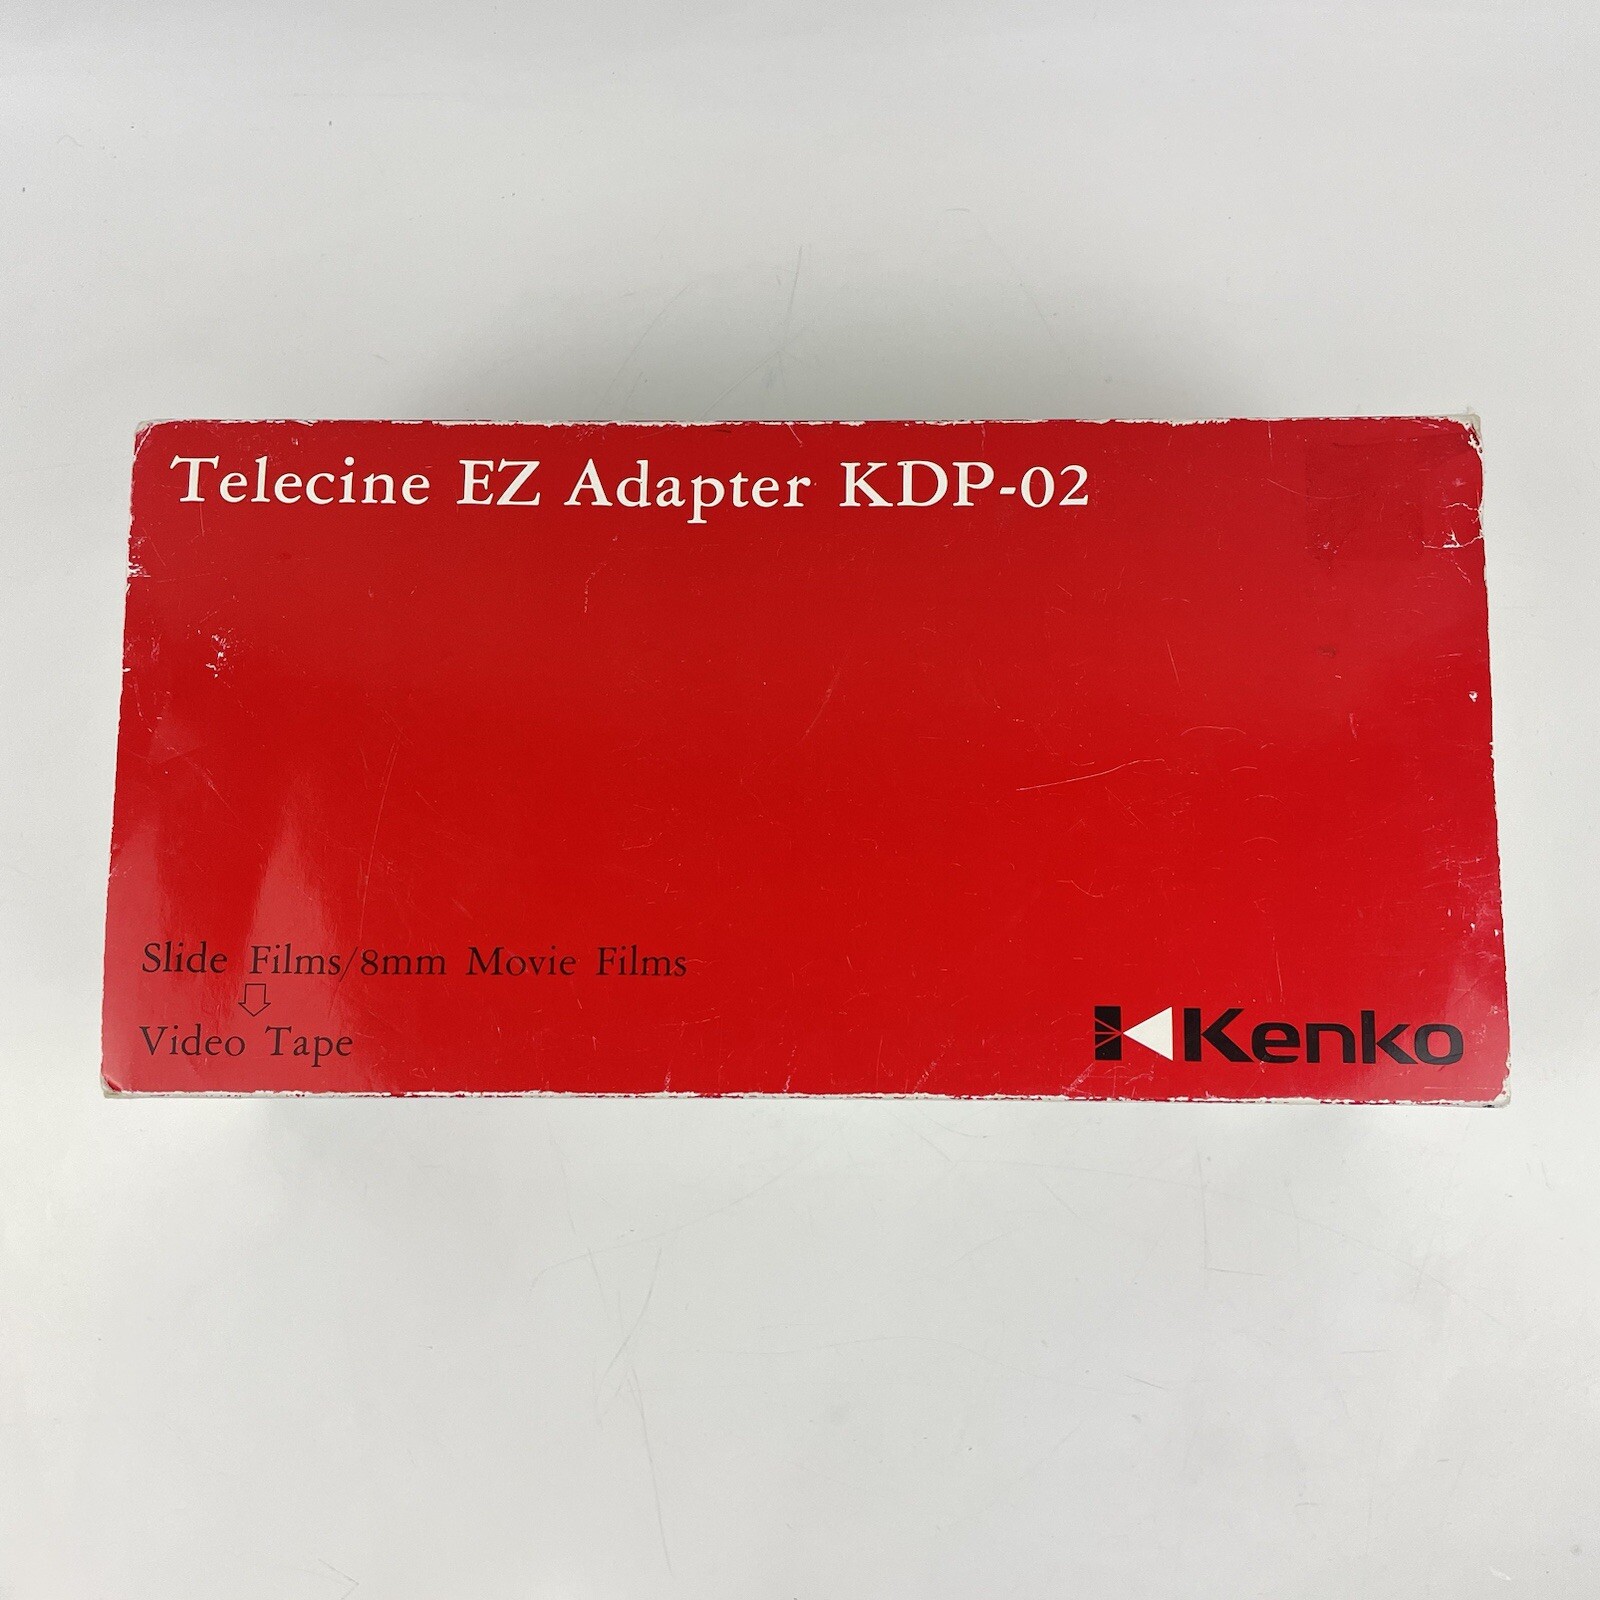 Telecine EZ Adapter KDP-02
Slide Films/8mm Movie Films
Video Tape
Kenko